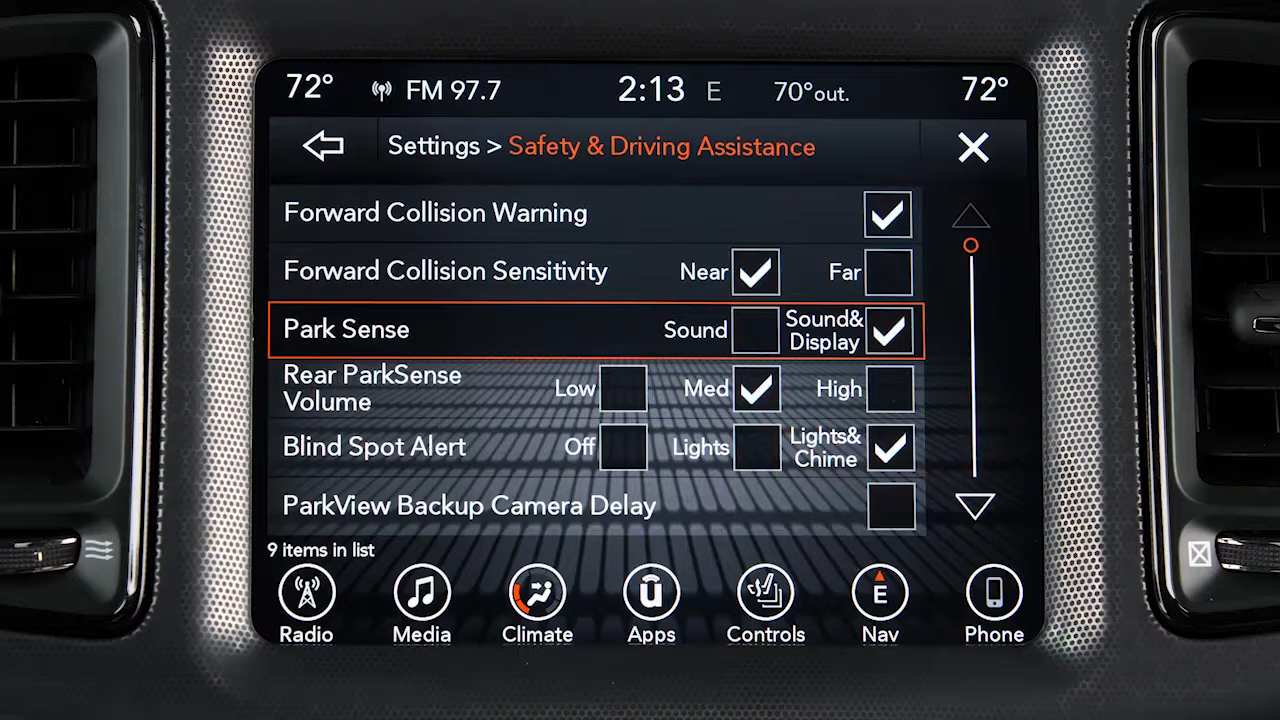 72° FM 97.7 2:13 E 70°out. 72°
Settings > Safety & Driving Assistance
Forward Collision Warning
Forward Collision Sensitivity Near Far
Park Sense Sound Sound&
Display
Rear ParkSense
Volume Low Med High
Blind Spot Alert Off Lights Lights&
Chime
ParkView Backup Camera Delay
9 items in list
E
Radio Media Climate Apps Controls Nav Phone